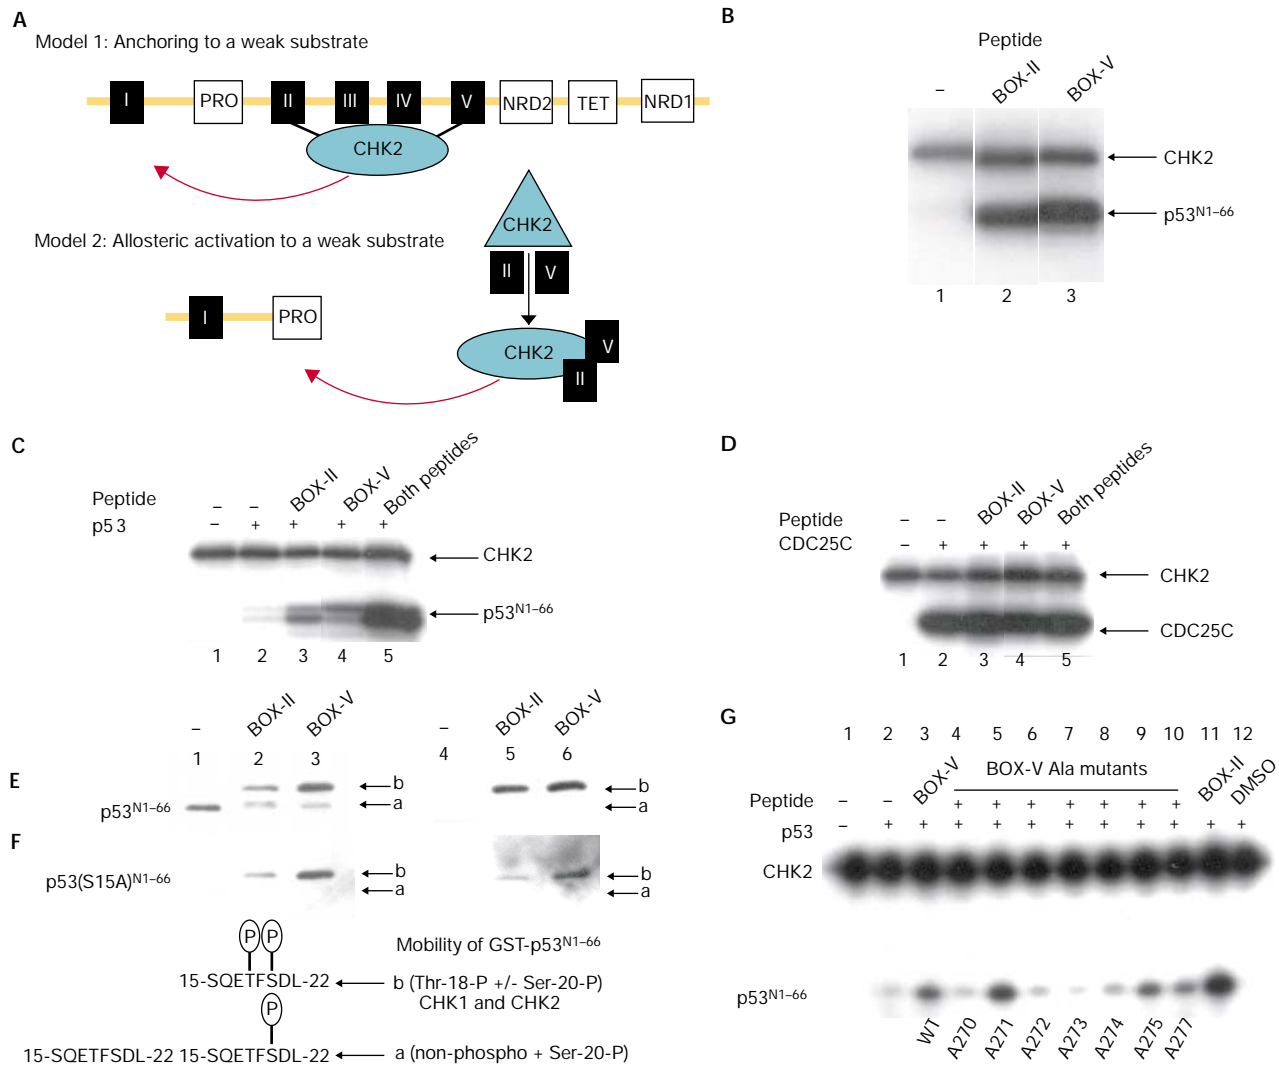 A
Model 1: Anchoring to a weak substrate
I PRO II III IV V NRD2 TET NRD1
CHK2
CHK2
Model 2: Allosteric activation to a weak substrate
II V
I PRO
CHK2 V
II
B
Peptide
– BOX-II BOX-V
CHK2
p53N1–66
1 2 3
C
Peptide – – BOX-II BOX-V Both peptides
p53 – + + + +
CHK2
p53N1–66
1 2 3 4 5
D
Peptide – – BOX-II BOX-V Both peptides
CDC25C – + + + +
CHK2
CDC25C
1 2 3 4 5
– BOX-II BOX-V – BOX-II BOX-V
1 2 3 4 5 6
E
b b
p53N1–66 a a
F
p53(S15A)N1–66 b b
a a
P P
Mobility of GST-p53N1–66
15-SQETFSDL-22 b (Thr-18-P +/- Ser-20-P)
CHK1 and CHK2
P
15-SQETFSDL-22 15-SQETFSDL-22 a (non-phospho + Ser-20-P)
G
1 2 3 4 5 6 7 8 9 10 11 12
BOX-V BOX-V Ala mutants BOX-II DMSO
Peptide – – + + + + + + +
p53 – + + + + + + + + + + +
CHK2
p53N1–66
WT A270 A271 A272 A273 A274 A275 A277